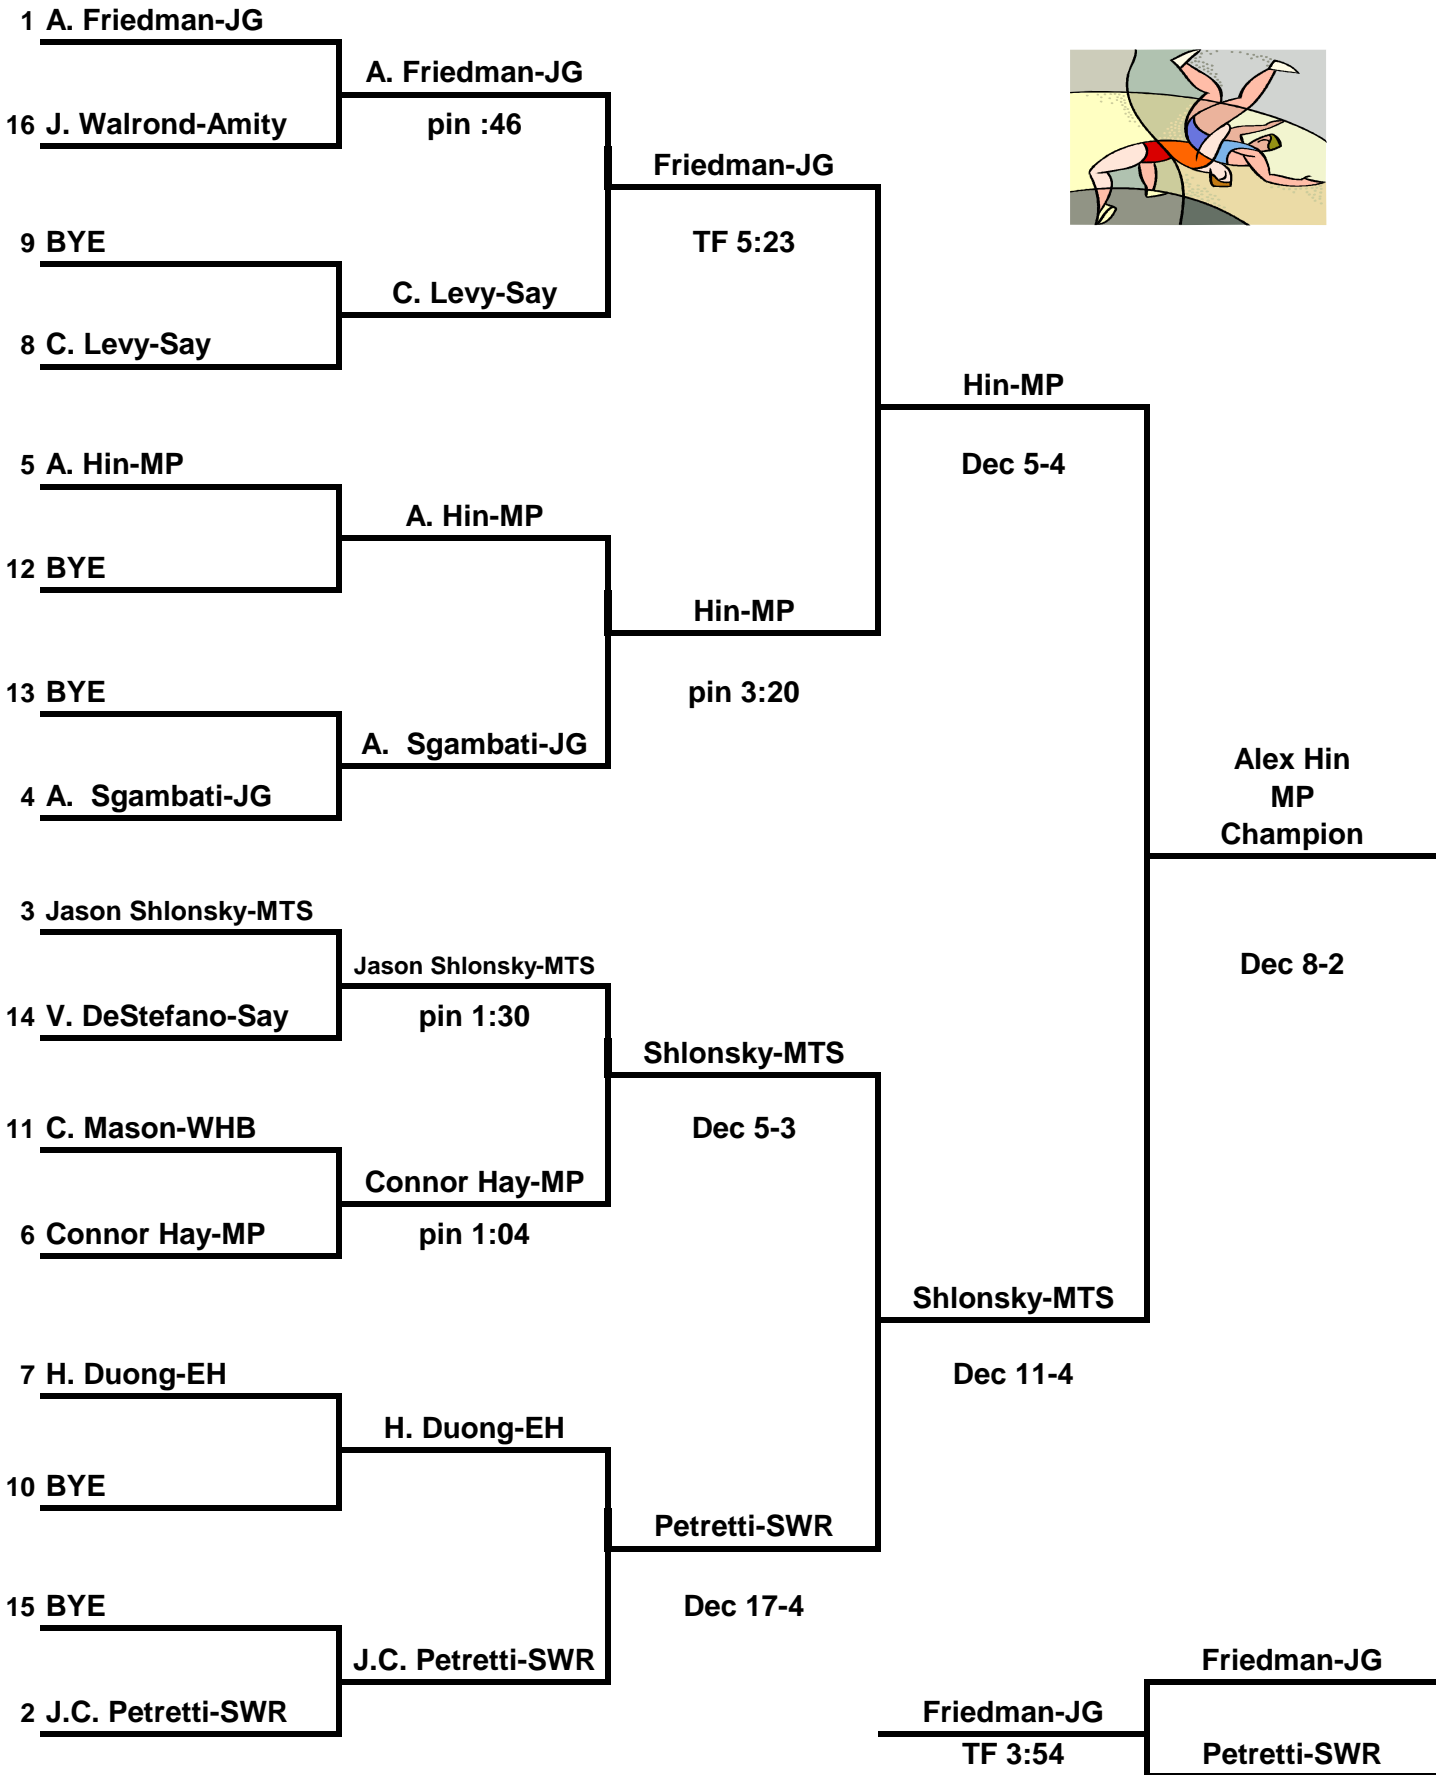 1 A. Friedman-JG
A. Friedman-JG
16 J. Walrond-Amity
pin :46
Friedman-JG
9 BYE
TF 5:23
C. Levy-Say
8 C. Levy-Say
Hin-MP
5 A. Hin-MP
Dec 5-4
A. Hin-MP
12 BYE
Hin-MP
13 BYE
pin 3:20
A.  Sgambati-JG
4 A.  Sgambati-JG
Alex Hin
MP
Champion
3 Jason Shlonsky-MTS
Jason Shlonsky-MTS
Dec 8-2
14 V. DeStefano-Say
pin 1:30
Shlonsky-MTS
11 C. Mason-WHB
Dec 5-3
Connor Hay-MP
6 Connor Hay-MP
pin 1:04
Shlonsky-MTS
7 H. Duong-EH
Dec 11-4
H. Duong-EH
10 BYE
Petretti-SWR
15 BYE
Dec 17-4
J.C. Petretti-SWR
Friedman-JG
2 J.C. Petretti-SWR
Friedman-JG
TF 3:54
Petretti-SWR